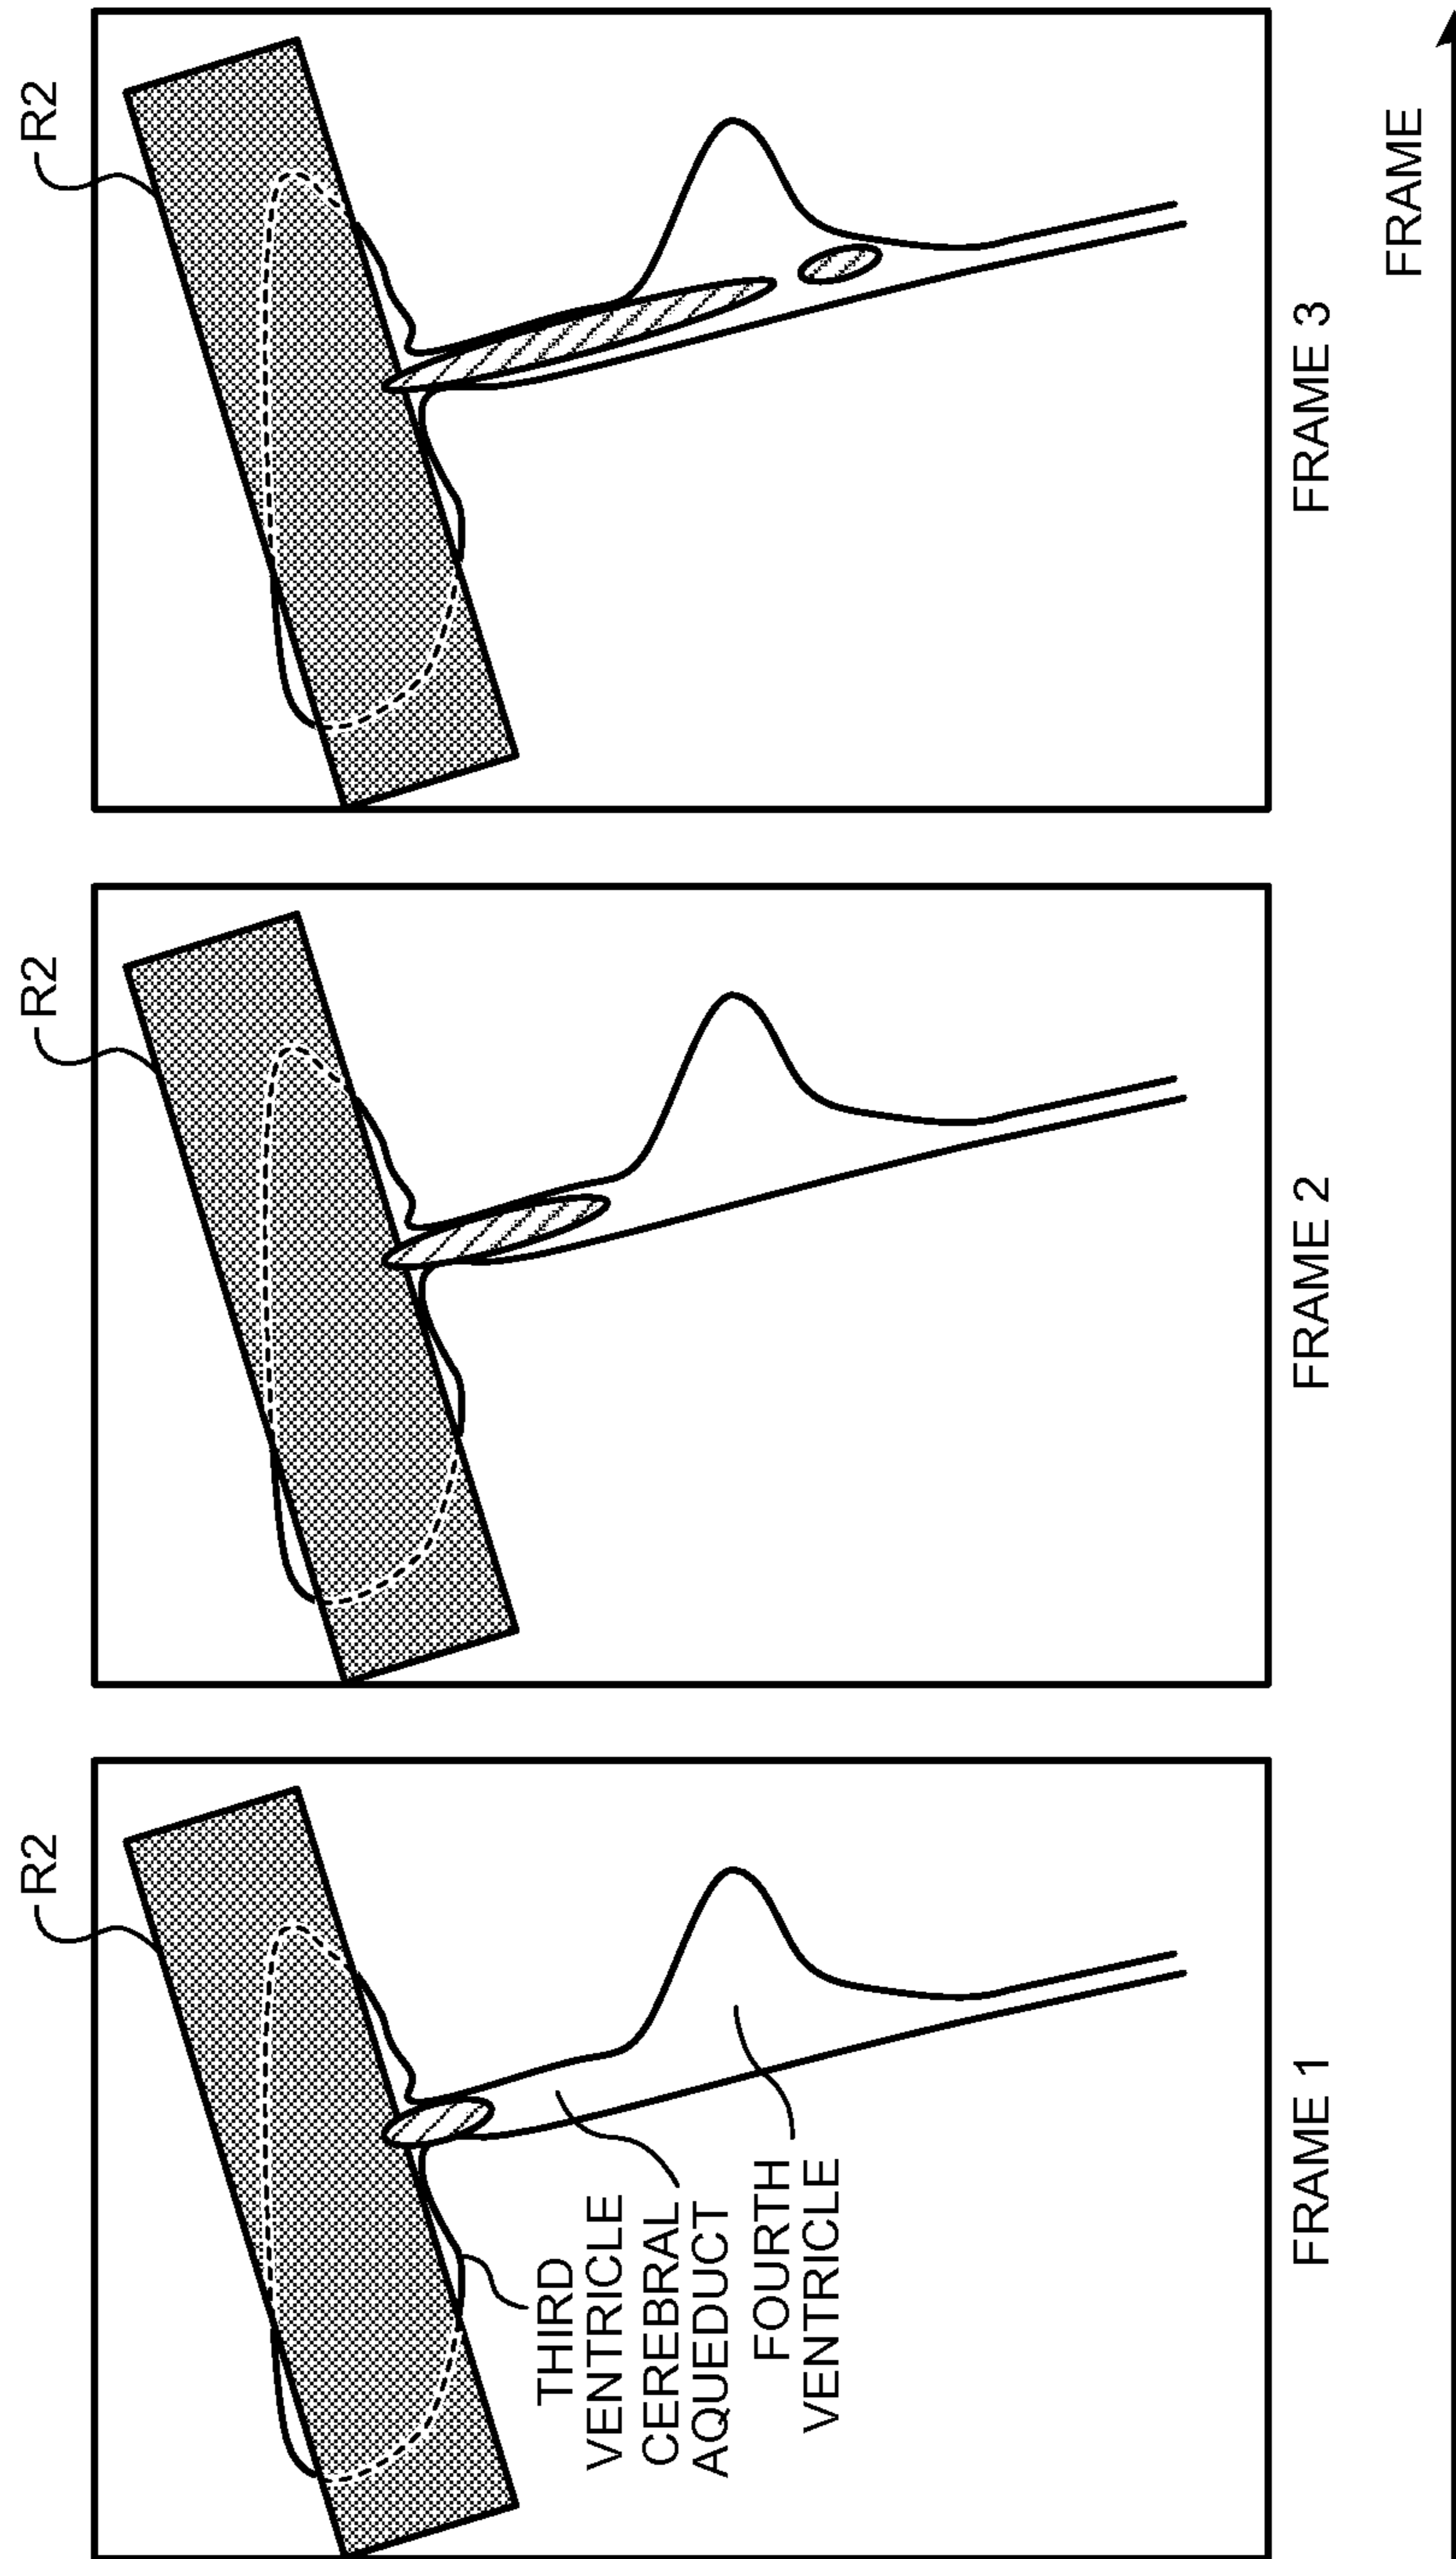 R2
R2
R2
THIRD
VENTRICLE
CEREBRAL
AQUEDUCT
FOURTH
VENTRICLE
FRAME 1
FRAME 2
FRAME 3
FRAME